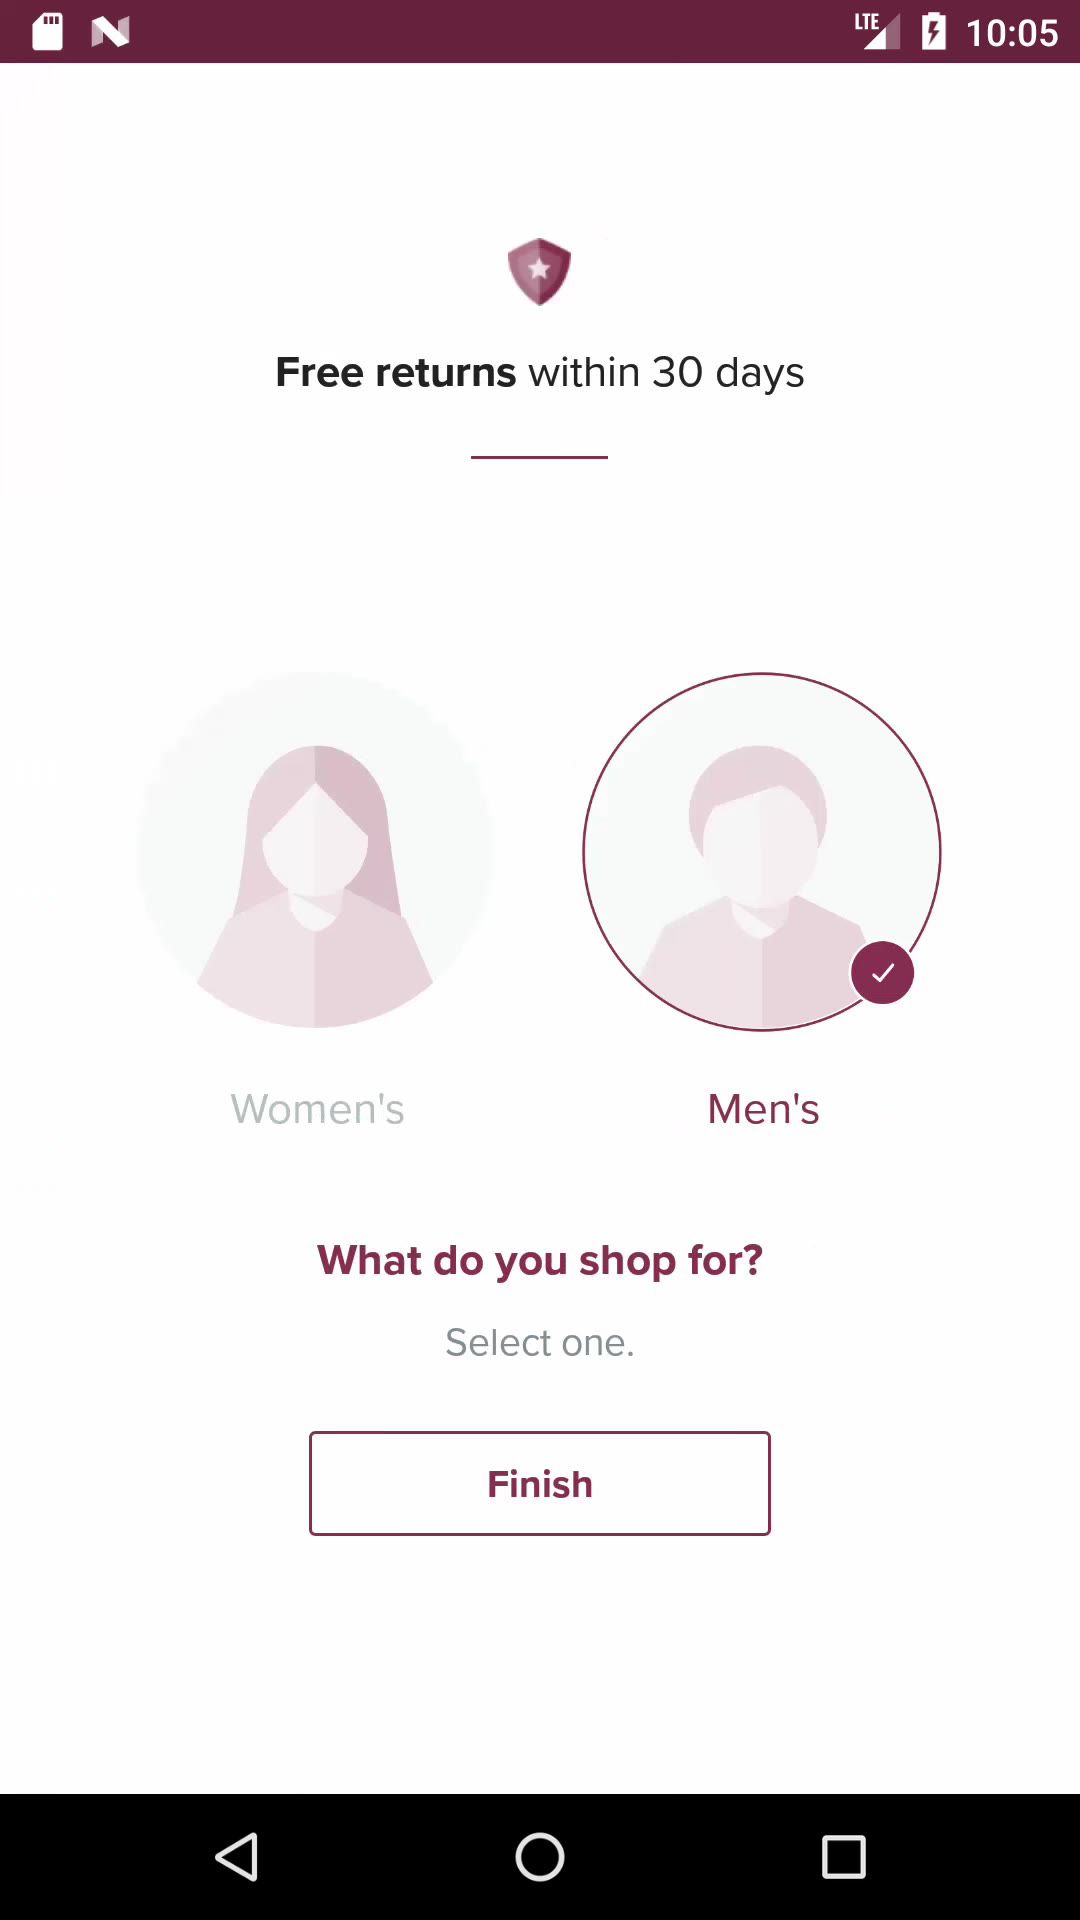 LTE 10:05
Free returns within 30 days
Women's
Men's
What do you shop for?
Select one.
Finish